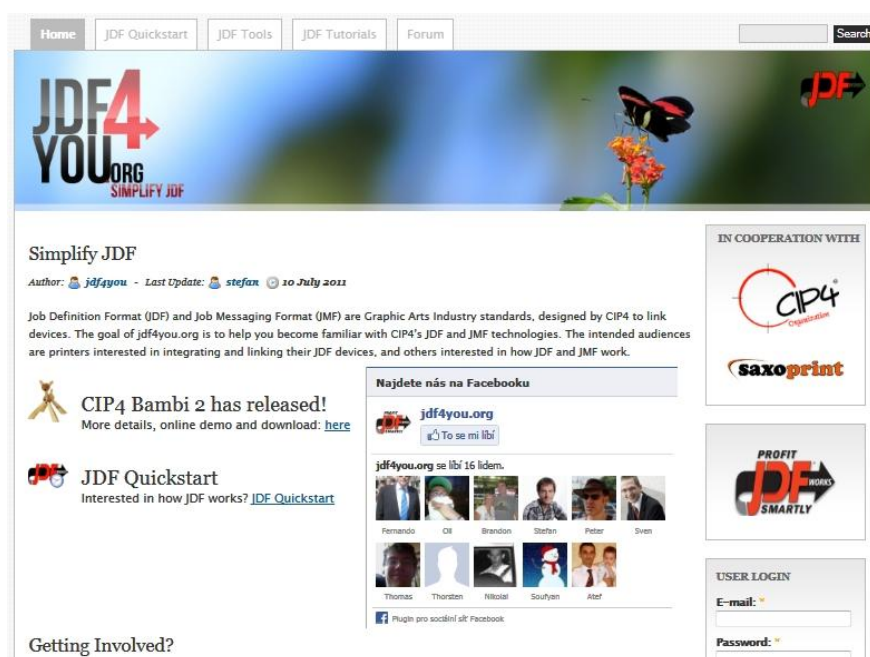 Home
JDF Quickstart
JDF Tools
JDF Tutorials
Forum
Search
JDF4
YOU.ORG
SIMPLIFY JDF
JDF
Simplify JDF
Author: jdf4you - Last Update: stefan 10 July 2011
Job Definition Format (JDF) and Job Messaging Format (JMF) are Graphic Arts Industry standards, designed by CIP4 to link
devices. The goal of jdf4you.org is to help you become familiar with CIP4's JDF and JMF technologies. The intended audiences
are printers interested in integrating and linking their JDF devices, and others interested in how JDF and JMF work.
CIP4 Bambi 2 has released!
More details, online demo and download: here
JDF Quickstart
Interested in how JDF works? JDF Quickstart
Najdete nás na Facebooku
jdf4you.org
To se mi líbí
jdf4you.org se líbí 16 lidem.
Fernando Oli Brandon Stefan Peter Sven
Thomas Thorsten Nikolai Soufyan Atef
Plugin pro sociální síť Facebook
Getting Involved?
IN COOPERATION WITH
CIP4
Organization
saxoprint
PROFIT
JDF WORKS
SMARTLY
USER LOGIN
E-mail: *
Password: *